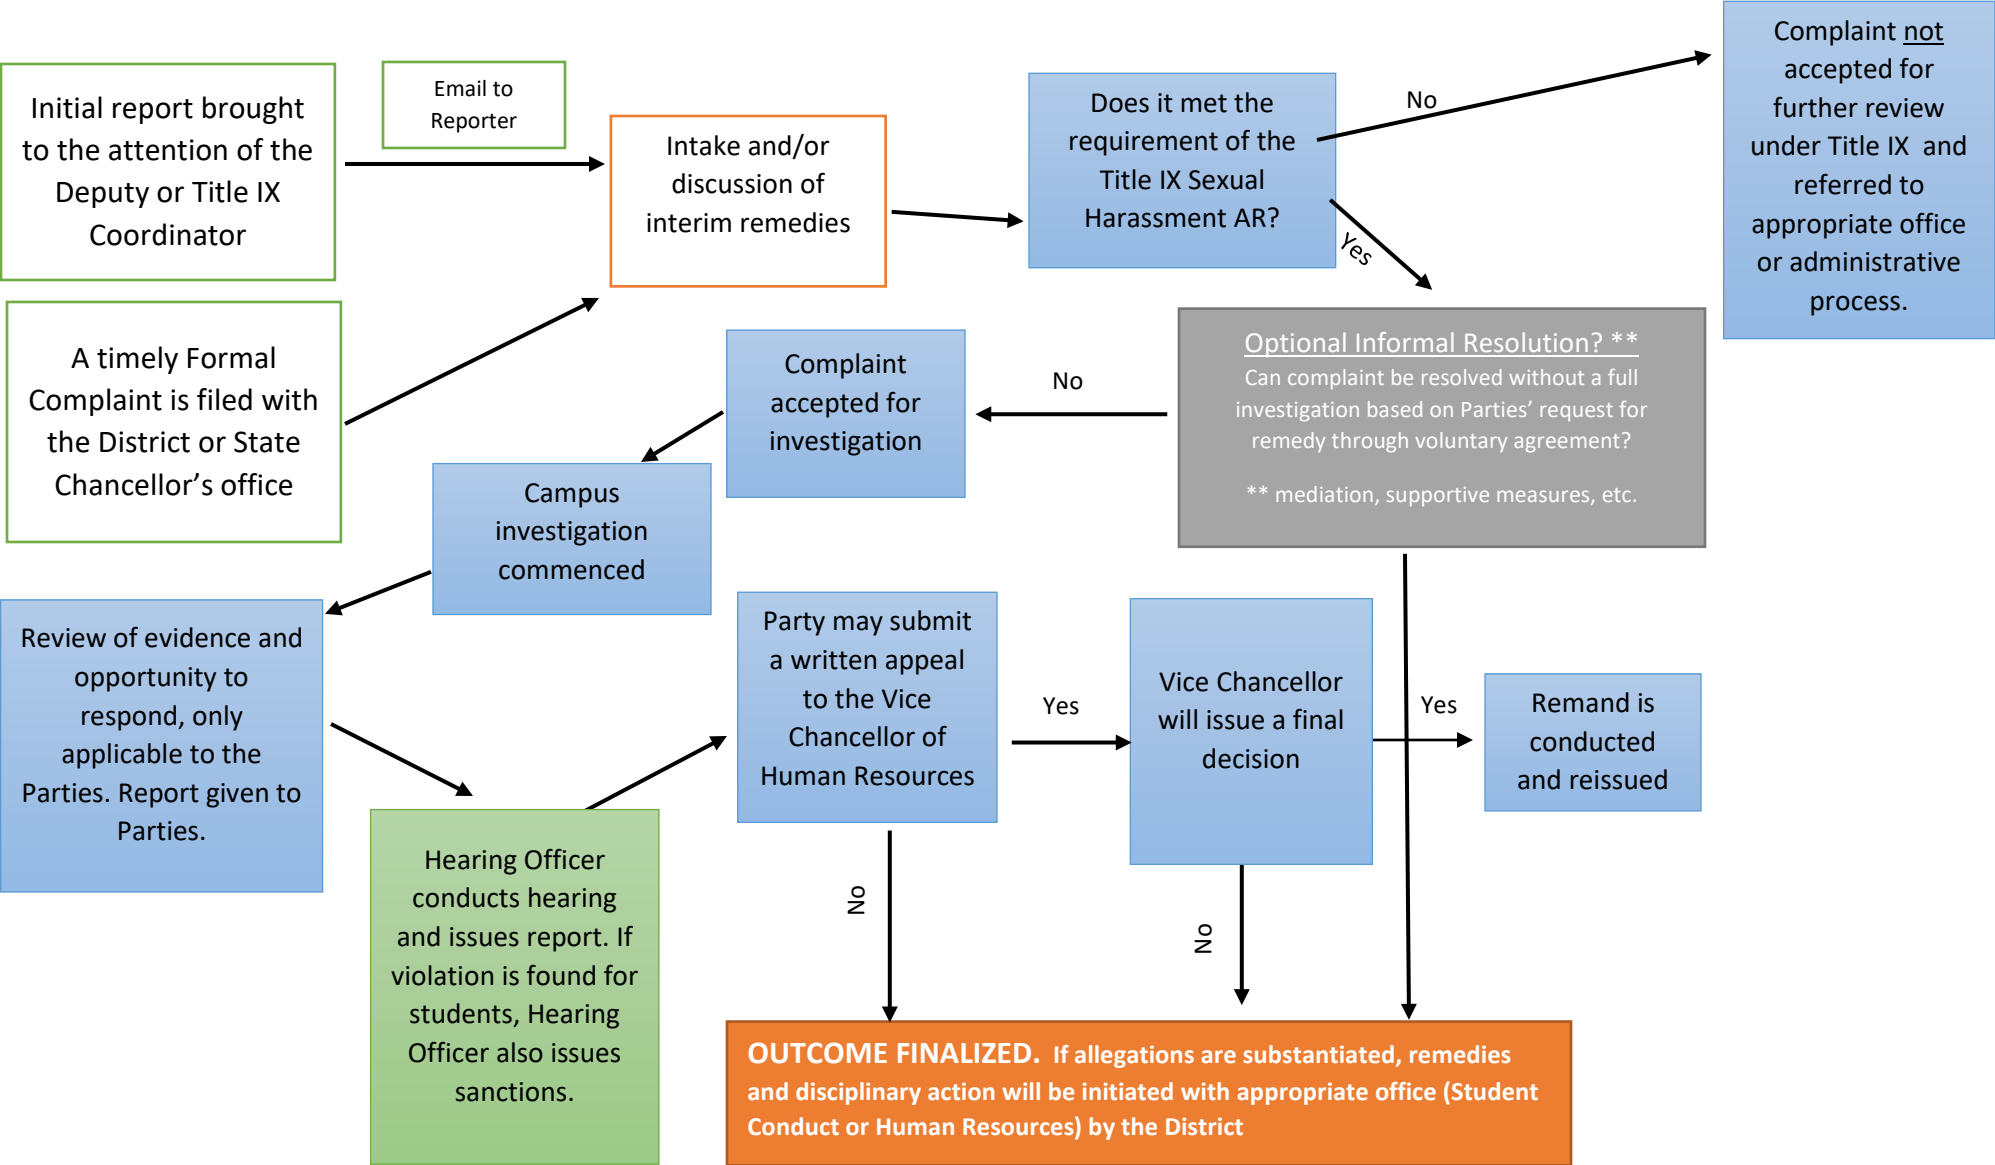 Initial report brought
to the attention of the
Deputy or Title IX
Coordinator
Email to
Reporter
Intake and/or
discussion of
interim remedies
Does it met the
requirement of the
Title IX Sexual
Harassment AR?
No
Yes
Complaint not
accepted for
further review
under Title IX and
referred to
appropriate office
or administrative
process.
A timely Formal
Complaint is filed with
the District or State
Chancellor’s office
Optional Informal Resolution? **
Can complaint be resolved without a full
investigation based on Parties’ request for
remedy through voluntary agreement?
** mediation, supportive measures, etc.
No
Complaint
accepted for
investigation
Campus
investigation
commenced
Review of evidence and
opportunity to
respond, only
applicable to the
Parties. Report given to
Parties.
Hearing Officer
conducts hearing
and issues report. If
violation is found for
students, Hearing
Officer also issues
sanctions.
Party may submit
a written appeal
to the Vice
Chancellor of
Human Resources
Yes
No
Vice Chancellor
will issue a final
decision
Yes
No
Remand is
conducted
and reissued
OUTCOME FINALIZED. If allegations are substantiated, remedies
and disciplinary action will be initiated with appropriate office (Student
Conduct or Human Resources) by the District